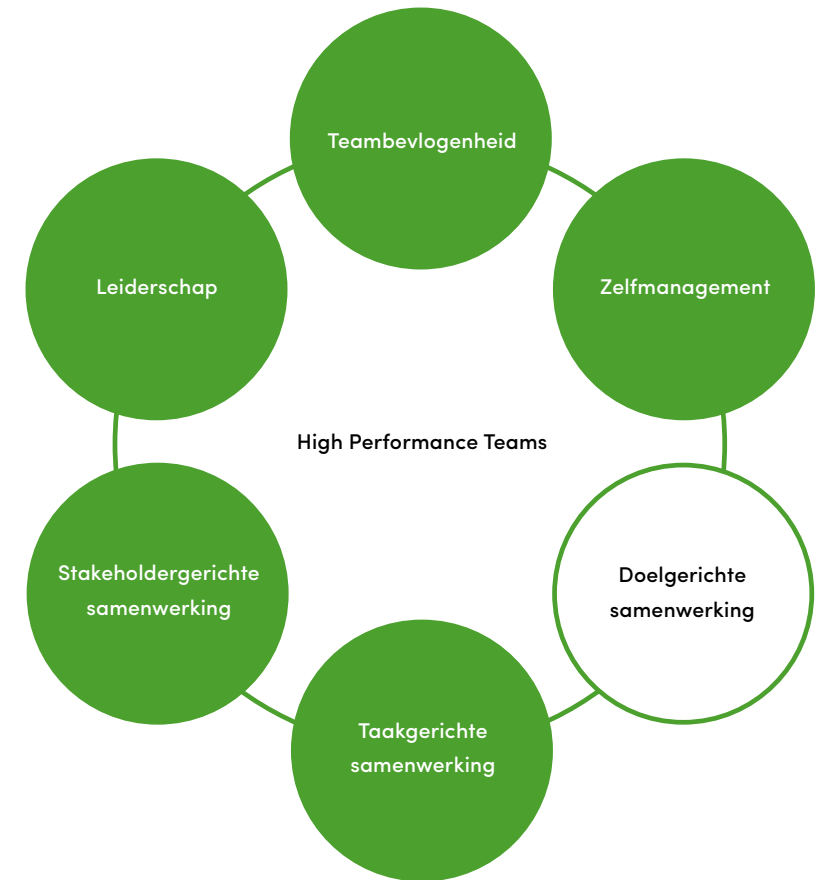 Teambevlogenheid
Leiderschap
Zelfmanagement
High Performance Teams
Stakeholdergerichte
samenwerking
Doelgerichte
samenwerking
Taakgerichte
samenwerking